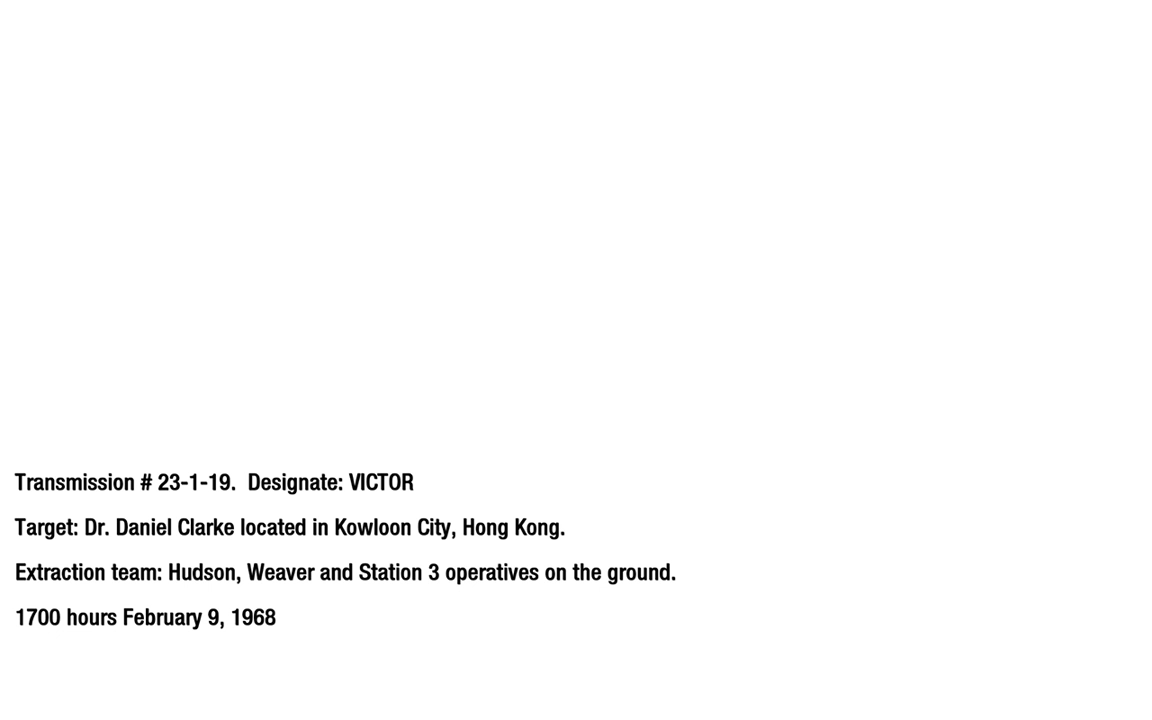 Transmission # 23-1-19.  Designate: VICTOR
Target: Dr. Daniel Clarke located in Kowloon City, Hong Kong.
Extraction team: Hudson, Weaver and Station 3 operatives on the ground.
1700 hours February 9, 1968